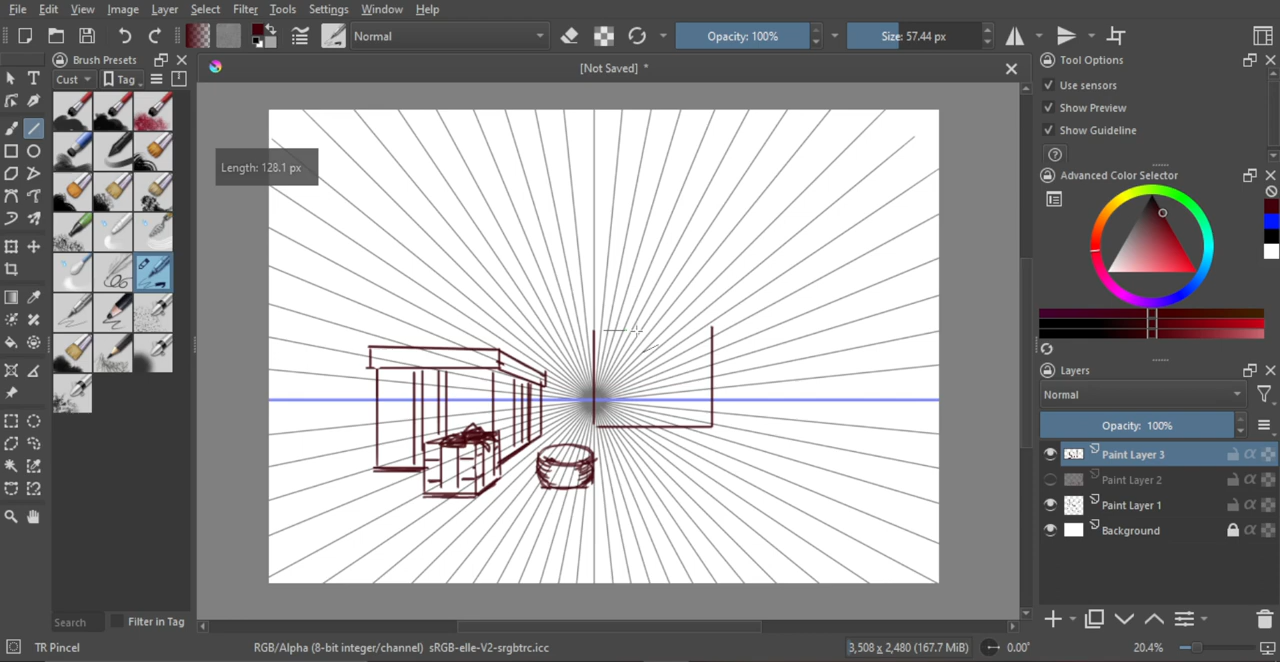 File Edit View Image Layer Select Filter Tools Settings Window Help
Normal
Opacity: 100%
Size: 57.44 px
Brush Presets
[Not Saved] *
Tool Options
Cust
Tag
Use sensors
Show Preview
Show Guideline
Length: 128.1 px
Advanced Color Selector
Layers
Normal
Opacity: 100%
Paint Layer 3
Paint Layer 2
Paint Layer 1
Background
Search
Filter in Tag
TR Pincel
RGB/Alpha (8-bit integer/channel) sRGB-elle-V2-srgbtrc.icc
3,508 x 2,480 (167.7 MiB)
0.00°
20.4%